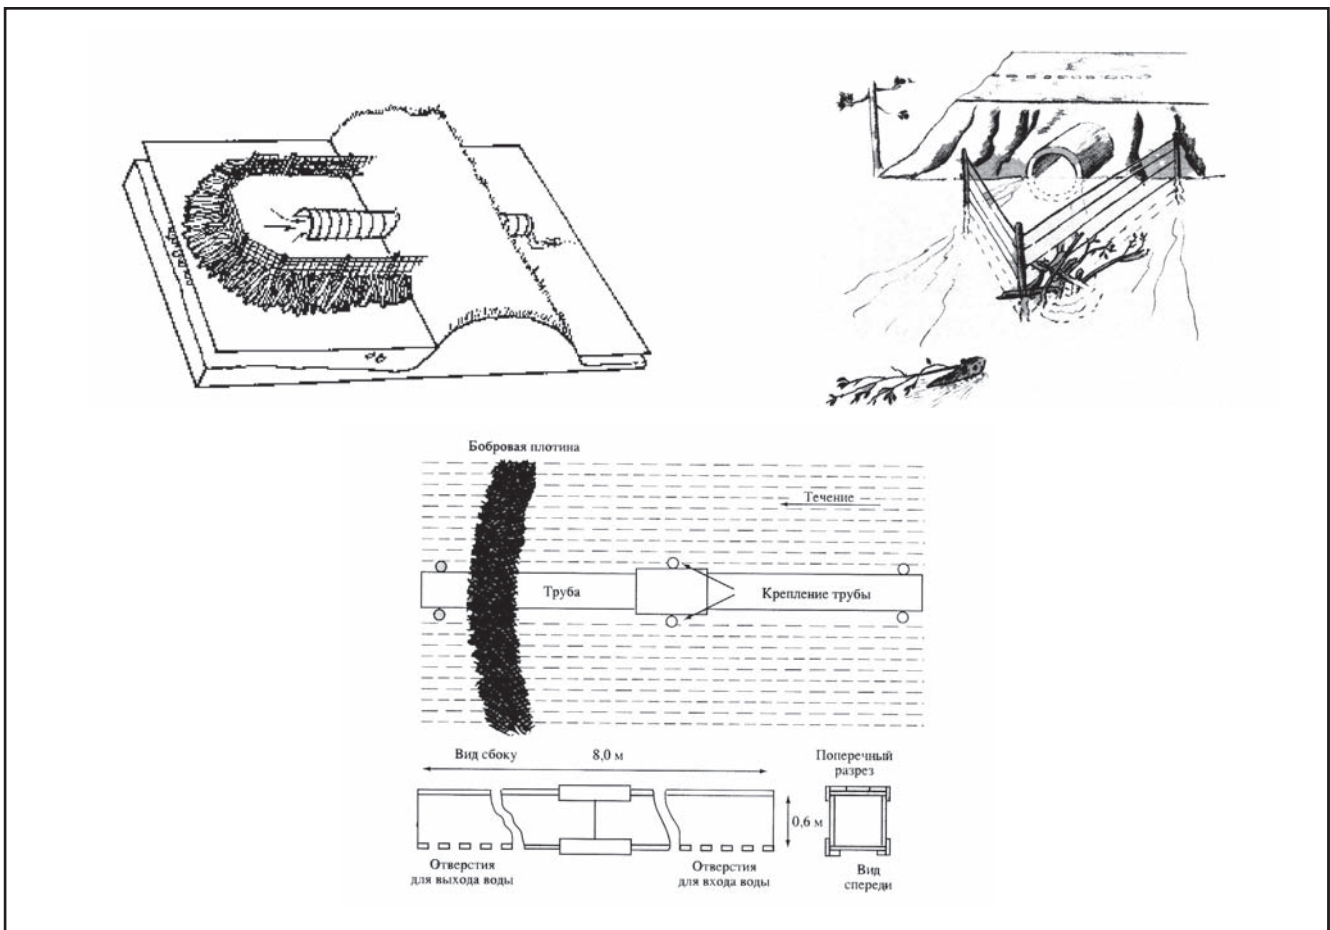 Бобровая плотина
Течение
Труба
Крепление трубы
Вид сбоку
8,0 м
Поперечный
разрез
0,6 м
Отверстия
для выхода воды
Отверстия
для входа воды
Вид
спереди